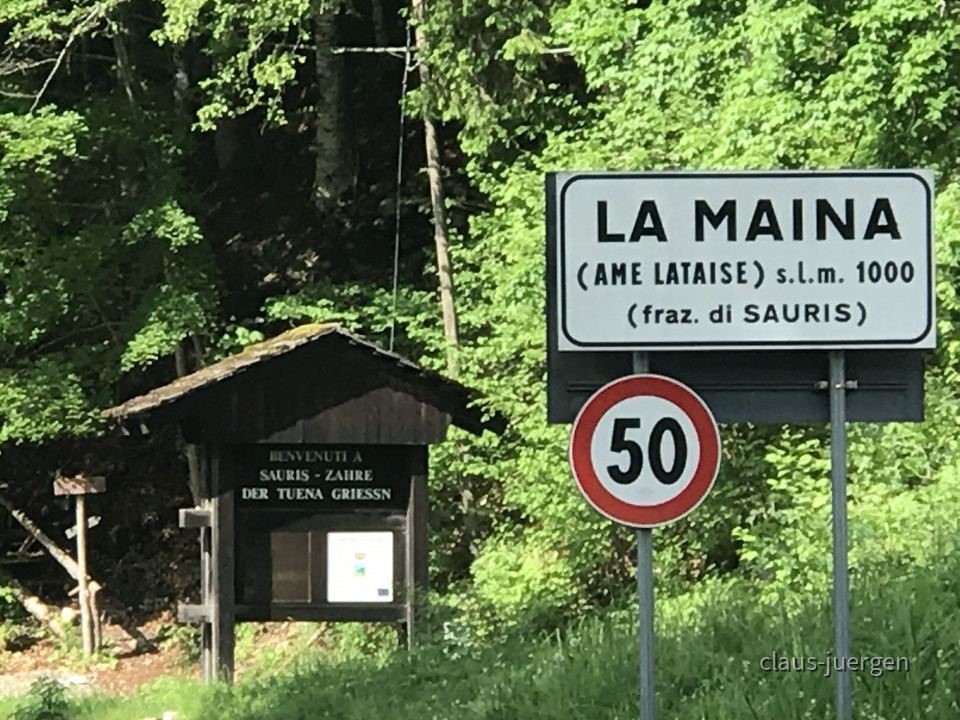 LA MAINA
(AME LATAISE) s.l.m. 1000
(fraz. di SAURIS)
50
BENVENUTI A
SAURIS - ZAHRE
DER TUENA GRIESSN
claus-juergen